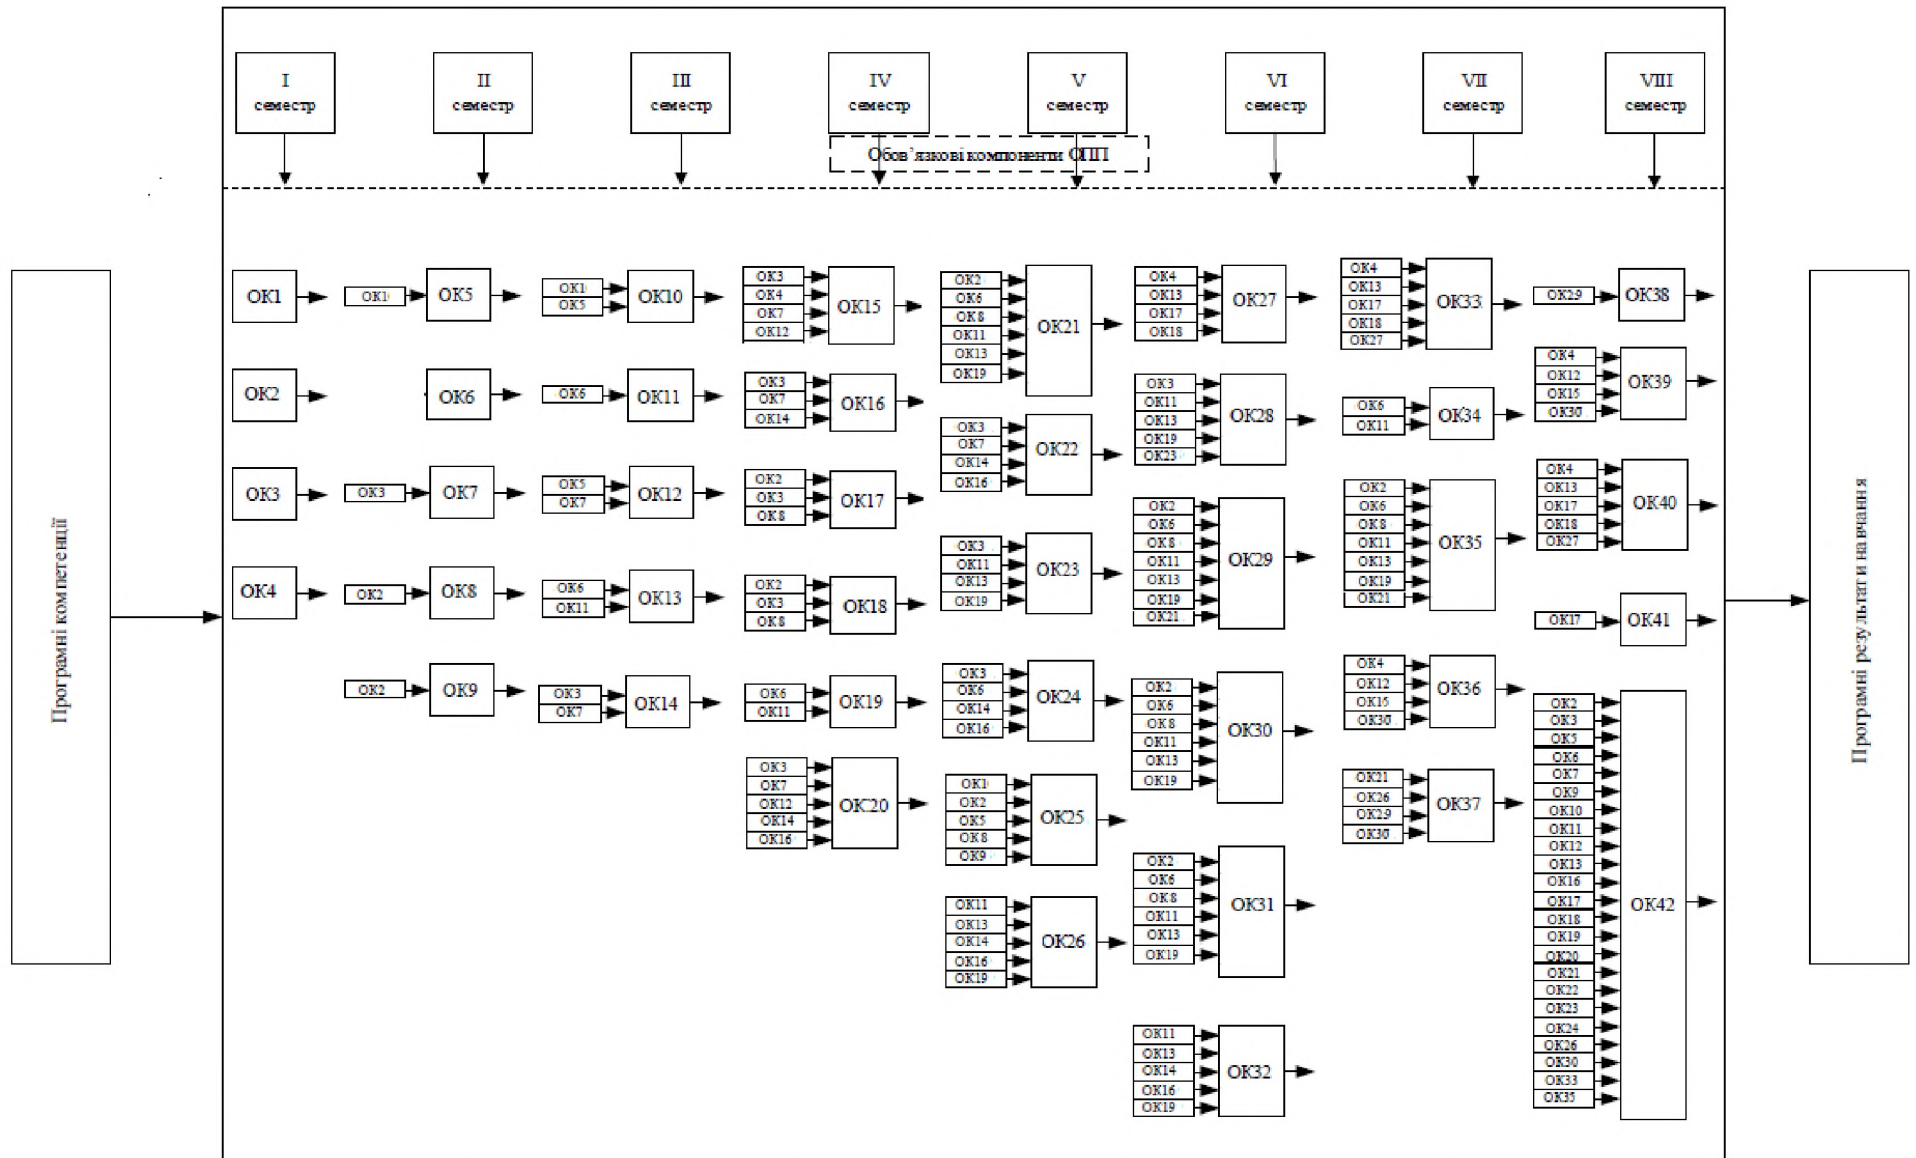 I
семестр
II
семестр
III
семестр
IV
семестр
V
семестр
VI
семестр
VII
семестр
VIII
семестр
Обов’язкові компоненти ОПП
Програмні компетенції
ОК1
ОК2
ОК3
ОК4
ОК1
ОК5
ОК6
ОК3
ОК7
ОК2
ОК8
ОК2
ОК9
ОК1
ОК5
ОК10
ОК6
ОК11
ОК5
ОК7
ОК12
ОК6
ОК11
ОК13
ОК3
ОК7
ОК14
ОК3
ОК4
ОК7
ОК12
ОК15
ОК3
ОК7
ОК14
ОК16
ОК2
ОК3
ОК8
ОК17
ОК2
ОК3
ОК8
ОК18
ОК6
ОК11
ОК19
ОК3
ОК7
ОК12
ОК14
ОК16
ОК20
ОК2
ОК6
ОК8
ОК11
ОК13
ОК19
ОК21
ОК3
ОК7
ОК14
ОК16
ОК22
ОК3
ОК11
ОК13
ОК19
ОК23
ОК3
ОК6
ОК14
ОК16
ОК24
ОК1
ОК2
ОК5
ОК8
ОК9
ОК25
ОК11
ОК13
ОК14
ОК16
ОК19
ОК26
ОК4
ОК13
ОК17
ОК18
ОК27
ОК3
ОК11
ОК13
ОК19
ОК23
ОК28
ОК2
ОК6
ОК8
ОК11
ОК13
ОК19
ОК21
ОК29
ОК2
ОК6
ОК8
ОК11
ОК13
ОК19
ОК30
ОК2
ОК6
ОК8
ОК11
ОК13
ОК19
ОК31
ОК11
ОК13
ОК14
ОК16
ОК19
ОК32
ОК4
ОК13
ОК17
ОК18
ОК27
ОК33
ОК6
ОК11
ОК34
ОК2
ОК6
ОК8
ОК11
ОК13
ОК19
ОК21
ОК35
ОК4
ОК12
ОК15
ОК30
ОК36
ОК21
ОК26
ОК29
ОК30
ОК37
ОК29
ОК38
ОК4
ОК12
ОК15
ОК30
ОК39
ОК4
ОК13
ОК17
ОК18
ОК27
ОК40
ОК17
ОК41
ОК2
ОК3
ОК5
ОК6
ОК7
ОК9
ОК10
ОК11
ОК12
ОК13
ОК16
ОК17
ОК18
ОК19
ОК20
ОК21
ОК22
ОК23
ОК24
ОК26
ОК30
ОК33
ОК35
ОК42
Програмні результати навчання